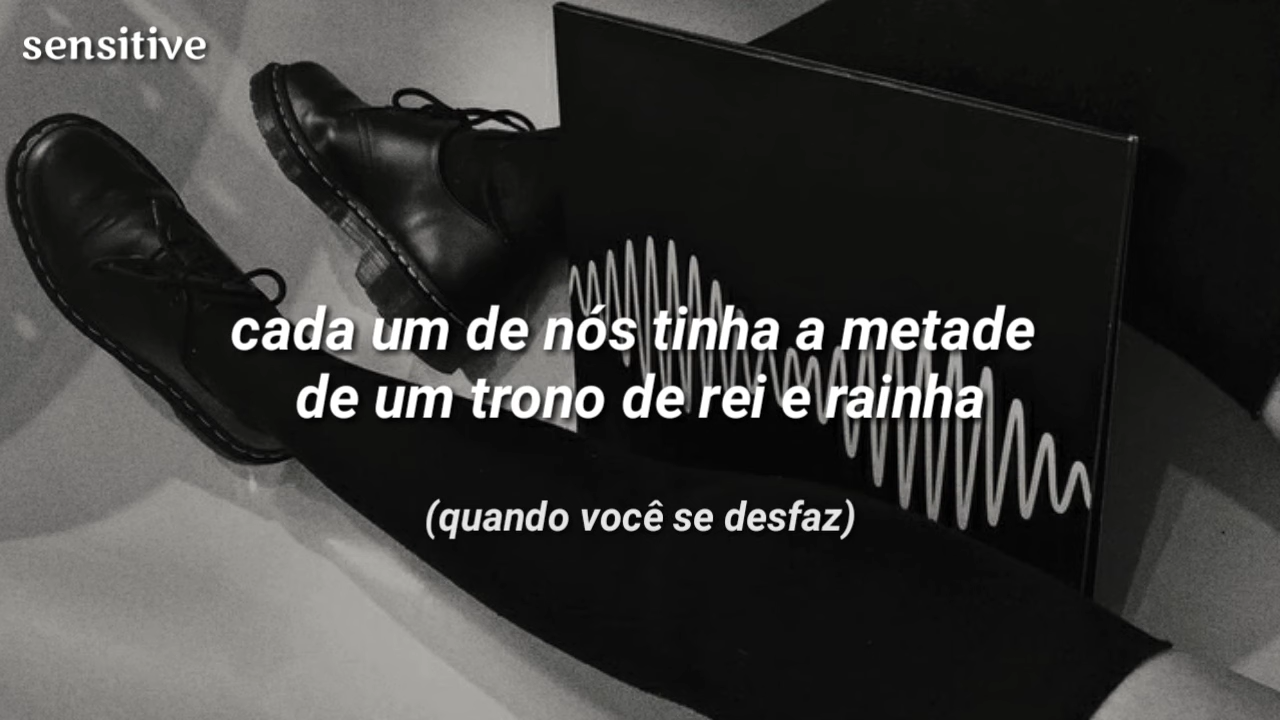 sensitive
cada um de nós tinha a metade
de um trono de rei e rainha
(quando você se desfaz)